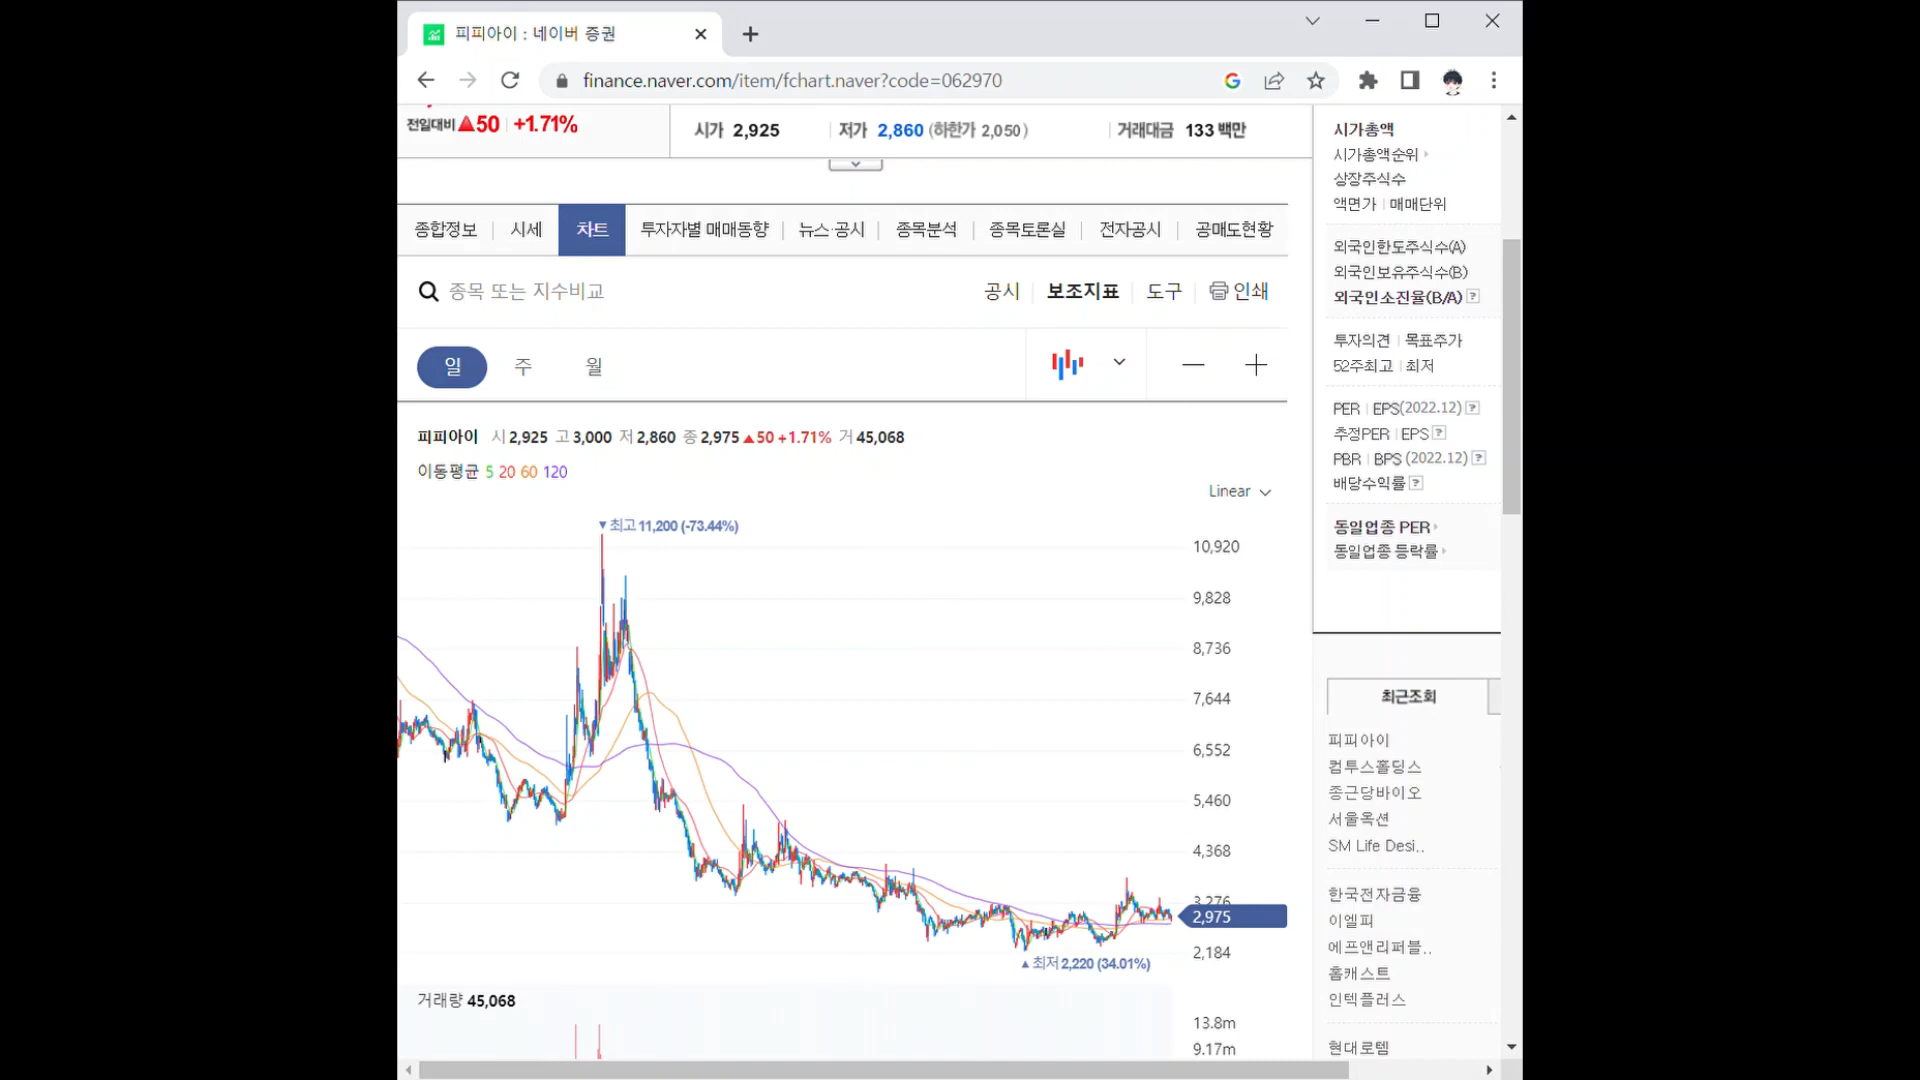 피피아이 : 네이버 증권
finance.naver.com/item/fchart.naver?code=062970
전일대비 ▲50 +1.71%
시가 2,925 저가 2,860 (하한가 2,050) 거래대금 133 백만
종합정보 시세 차트 투자자별 매매동향 뉴스·공시 종목분석 종목토론실 전자공시 공매도현황
종목 또는 지수비교 공시 보조지표 도구 인쇄
일 주 월
피피아이 시 2,925 고 3,000 저 2,860 종 2,975 ▲50 +1.71% 거 45,068
이동평균 5 20 60 120
Linear
▼최고 11,200 (-73.44%)
10,920
9,828
8,736
7,644
6,552
5,460
4,368
3,276
2,975
2,184
▲최저 2,220 (34.01%)
거래량 45,068
13.8m
9.17m
시가총액
시가총액순위
상장주식수
액면가 | 매매단위
외국인한도주식수(A)
외국인보유주식수(B)
외국인소진율(B/A) ?
투자의견 | 목표주가
52주최고 | 최저
PER | EPS(2022.12) ?
추정PER | EPS ?
PBR | BPS (2022.12) ?
배당수익률 ?
동일업종 PER
동일업종 등락률
최근조회
피피아이
컴투스홀딩스
종근당바이오
서울옥션
SM Life Desi..
한국전자금융
이엘피
에프앤리퍼블..
홈캐스트
인텍플러스
현대로템